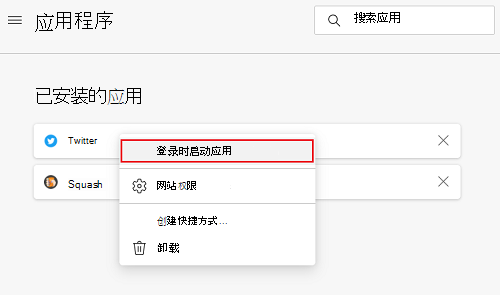 应用程序
搜索应用
已安装的应用
Twitter
登录时启动应用
网站权限
Squash
创建快捷方式...
卸载